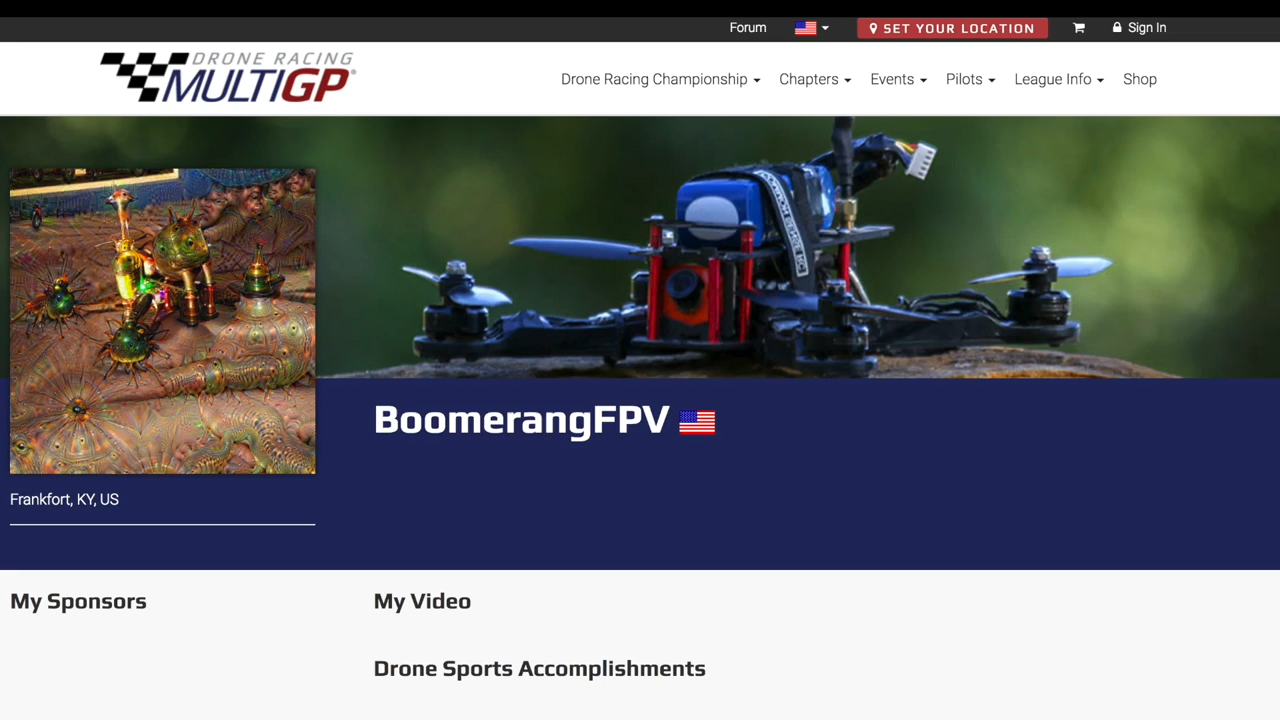 Forum
SET YOUR LOCATION
Sign In
DRONE RACING
MULTIGP®
Drone Racing Championship
Chapters
Events
Pilots
League Info
Shop
BoomerangFPV
Frankfort, KY, US
My Sponsors
My Video
Drone Sports Accomplishments